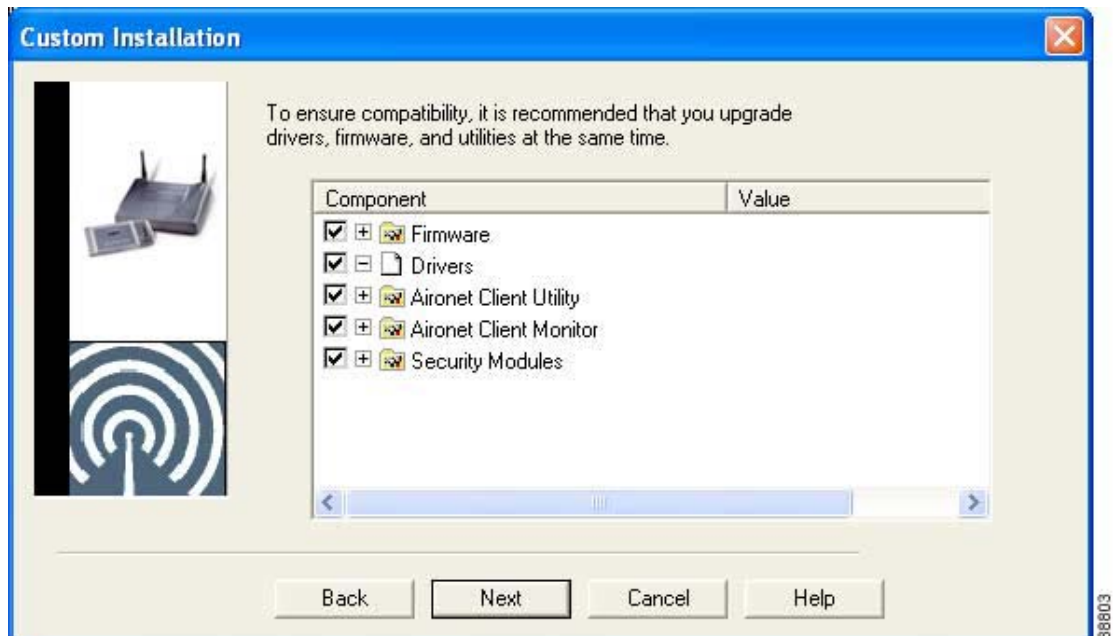 Custom Installation
To ensure compatibility, it is recommended that you upgrade
drivers, firmware, and utilities at the same time.
Component Value
Firmware
Drivers
Aironet Client Utility
Aironet Client Monitor
Security Modules
Back Next Cancel Help